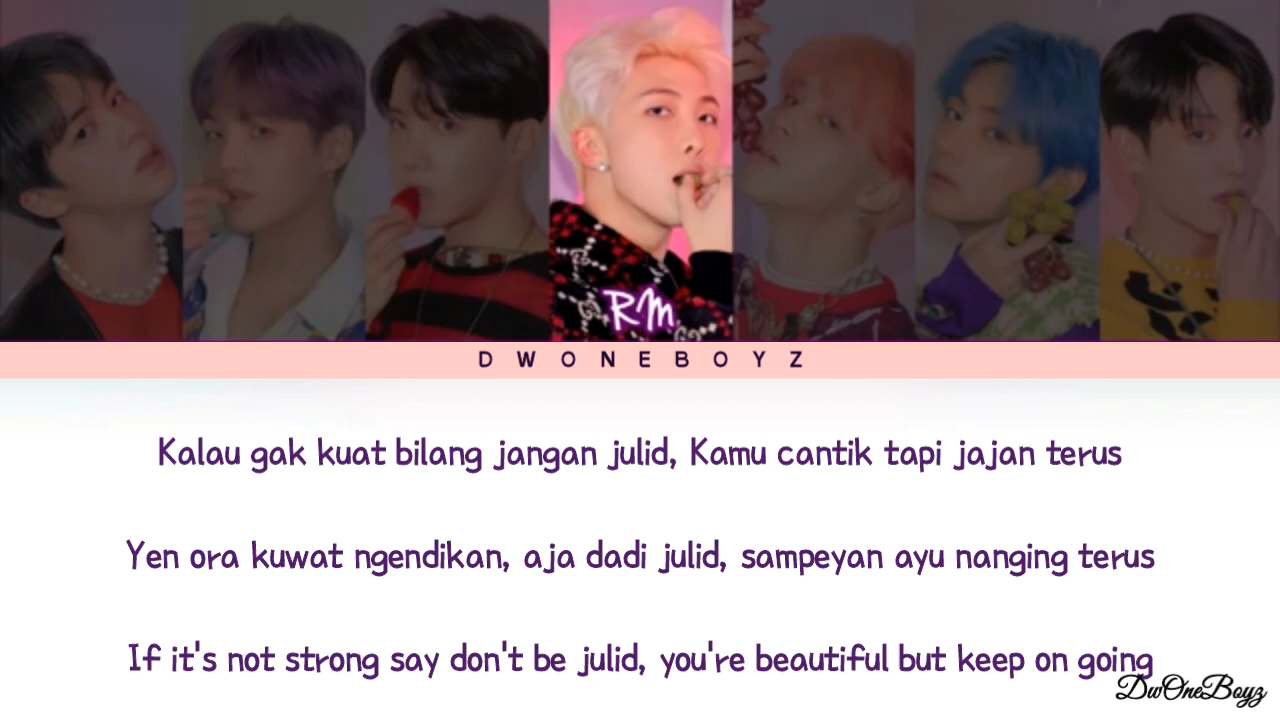 RM
DWONEBOYZ
Kalau gak kuat bilang jangan julid, Kamu cantik tapi jajan terus
Yen ora kuwat ngendikan, aja dadi julid, sampeyan ayu nanging terus
If it's not strong say don't be julid, you're beautiful but keep on going
DwOneBoyz